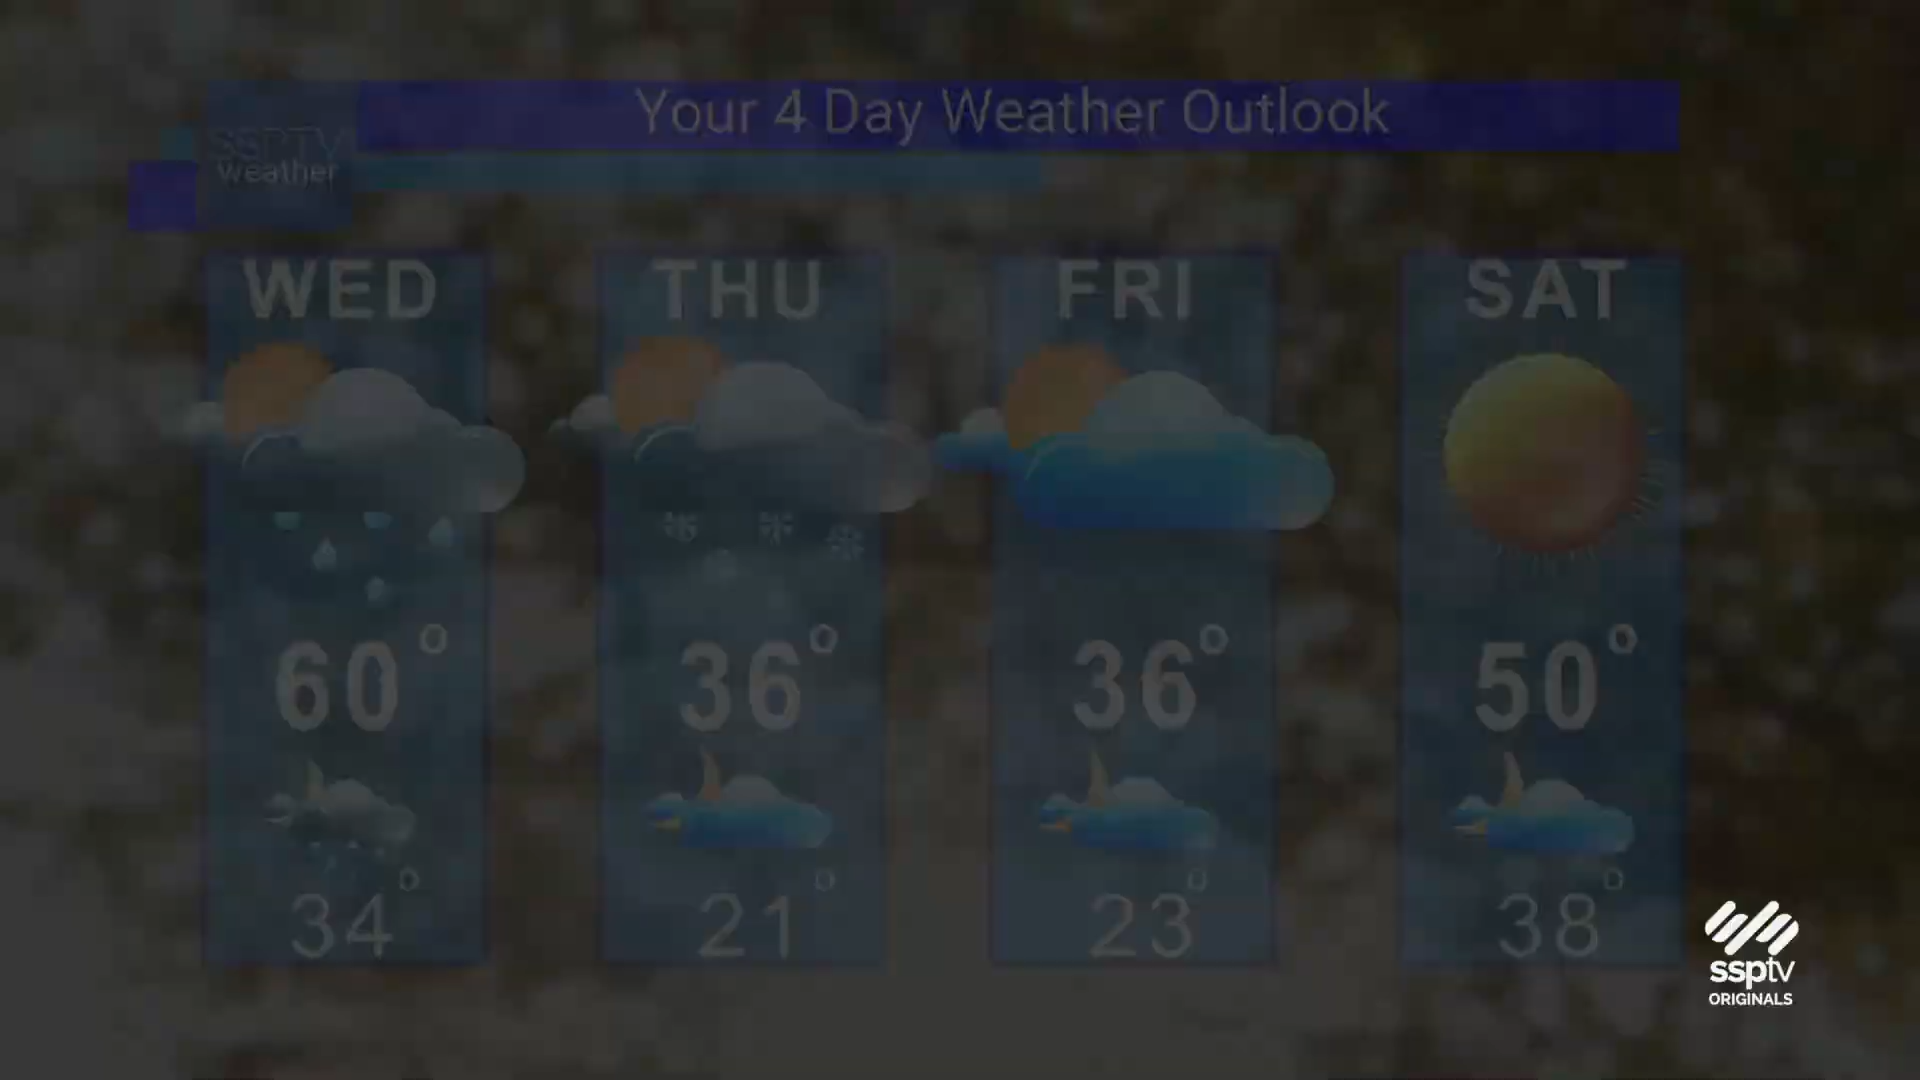 Your 4 Day Weather Outlook
SSPTV
Weather
WED THU FRI SAT
60° 36° 36° 50°
34° 21° 23° 38°
ssptv
ORIGINALS